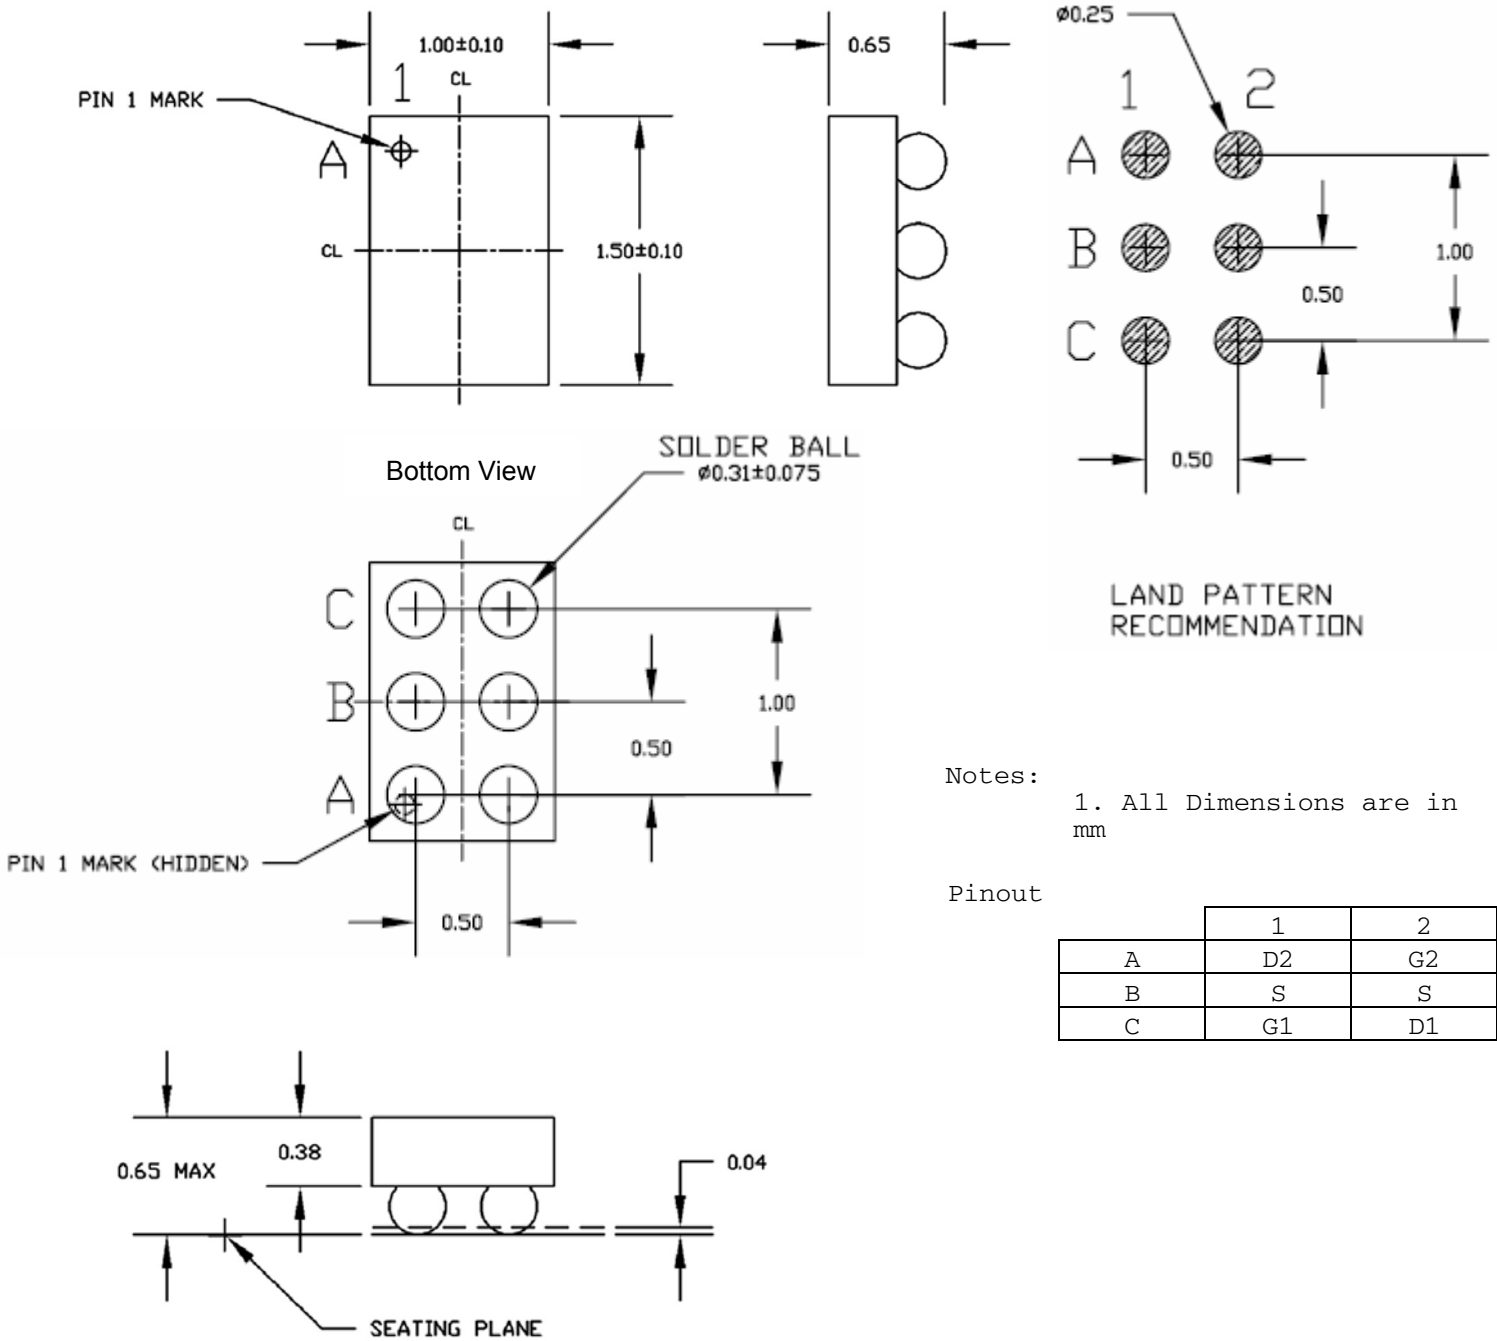 1.00±0.10
1
CL
PIN 1 MARK
A
CL
1.50±0.10
0.65
ø0.25
1 2
A
B
C
1.00
0.50
0.50
LAND PATTERN
RECOMMENDATION
Bottom View
SOLDER BALL
ø0.31±0.075
CL
C
B
A
1.00
0.50
PIN 1 MARK (HIDDEN)
0.50
Notes:
1. All Dimensions are in
mm
Pinout
1 2
A D2 G2
B S S
C G1 D1
0.65 MAX
0.38
0.04
SEATING PLANE